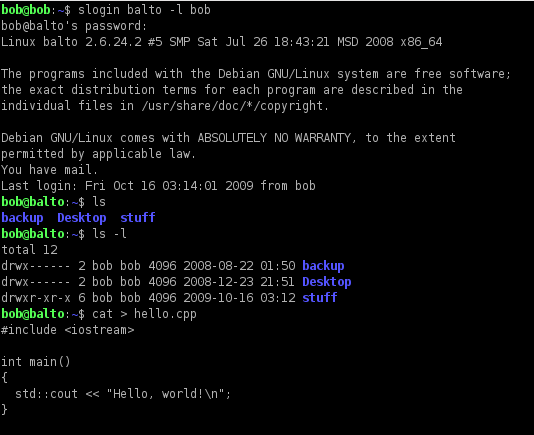 bob@bob:~$ slogin balto -l bob
bob@balto's password:
Linux balto 2.6.24.2 #5 SMP Sat Jul 26 18:43:21 MSD 2008 x86_64

The programs included with the Debian GNU/Linux system are free software;
the exact distribution terms for each program are described in the
individual files in /usr/share/doc/*/copyright.

Debian GNU/Linux comes with ABSOLUTELY NO WARRANTY, to the extent
permitted by applicable law.
You have mail.
Last login: Fri Oct 16 03:14:01 2009 from bob
bob@balto:~$ ls
backup  Desktop  stuff
bob@balto:~$ ls -l
total 12
drwx------ 2 bob bob 4096 2008-08-22 01:50 backup
drwx------ 2 bob bob 4096 2008-12-23 21:51 Desktop
drwxr-xr-x 6 bob bob 4096 2009-10-16 03:12 stuff
bob@balto:~$ cat > hello.cpp
#include <iostream>

int main()
{
  std::cout << "Hello, world!\n";
}